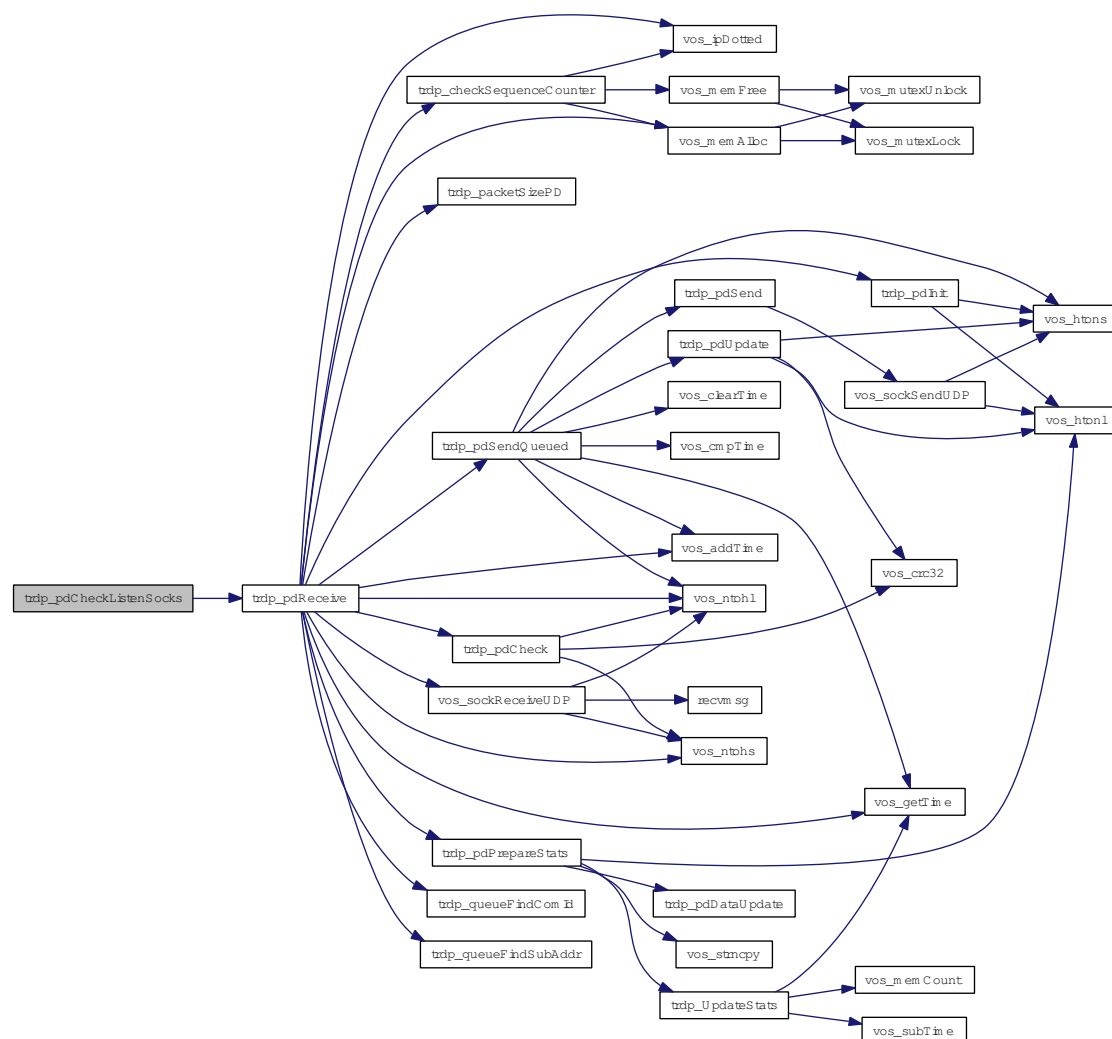 vos_ipDotted
trdp_checkSequenceCounter
vos_memFree
vos_mutexUnlock
vos_memAlloc
vos_mutexLock
trdp_packetSizePD
trdp_pdSend
trdp_pdInit
vos_htons
trdp_pdUpdate
vos_clearTime
vos_sockSendUDP
vos_htonl
trdp_pdSendQueued
vos_cmpTime
vos_addTime
vos_crc32
trdp_pdCheckListenSocks
trdp_pdReceive
vos_ntohl
trdp_pdCheck
vos_sockReceiveUDP
recvmsg
vos_ntohs
vos_getTime
trdp_pdPrepareStats
trdp_queueFindComId
trdp_pdDataUpdate
trdp_queueFindSubAddr
vos_strncpy
vos_memCount
trdp_UpdateStats
vos_subTime